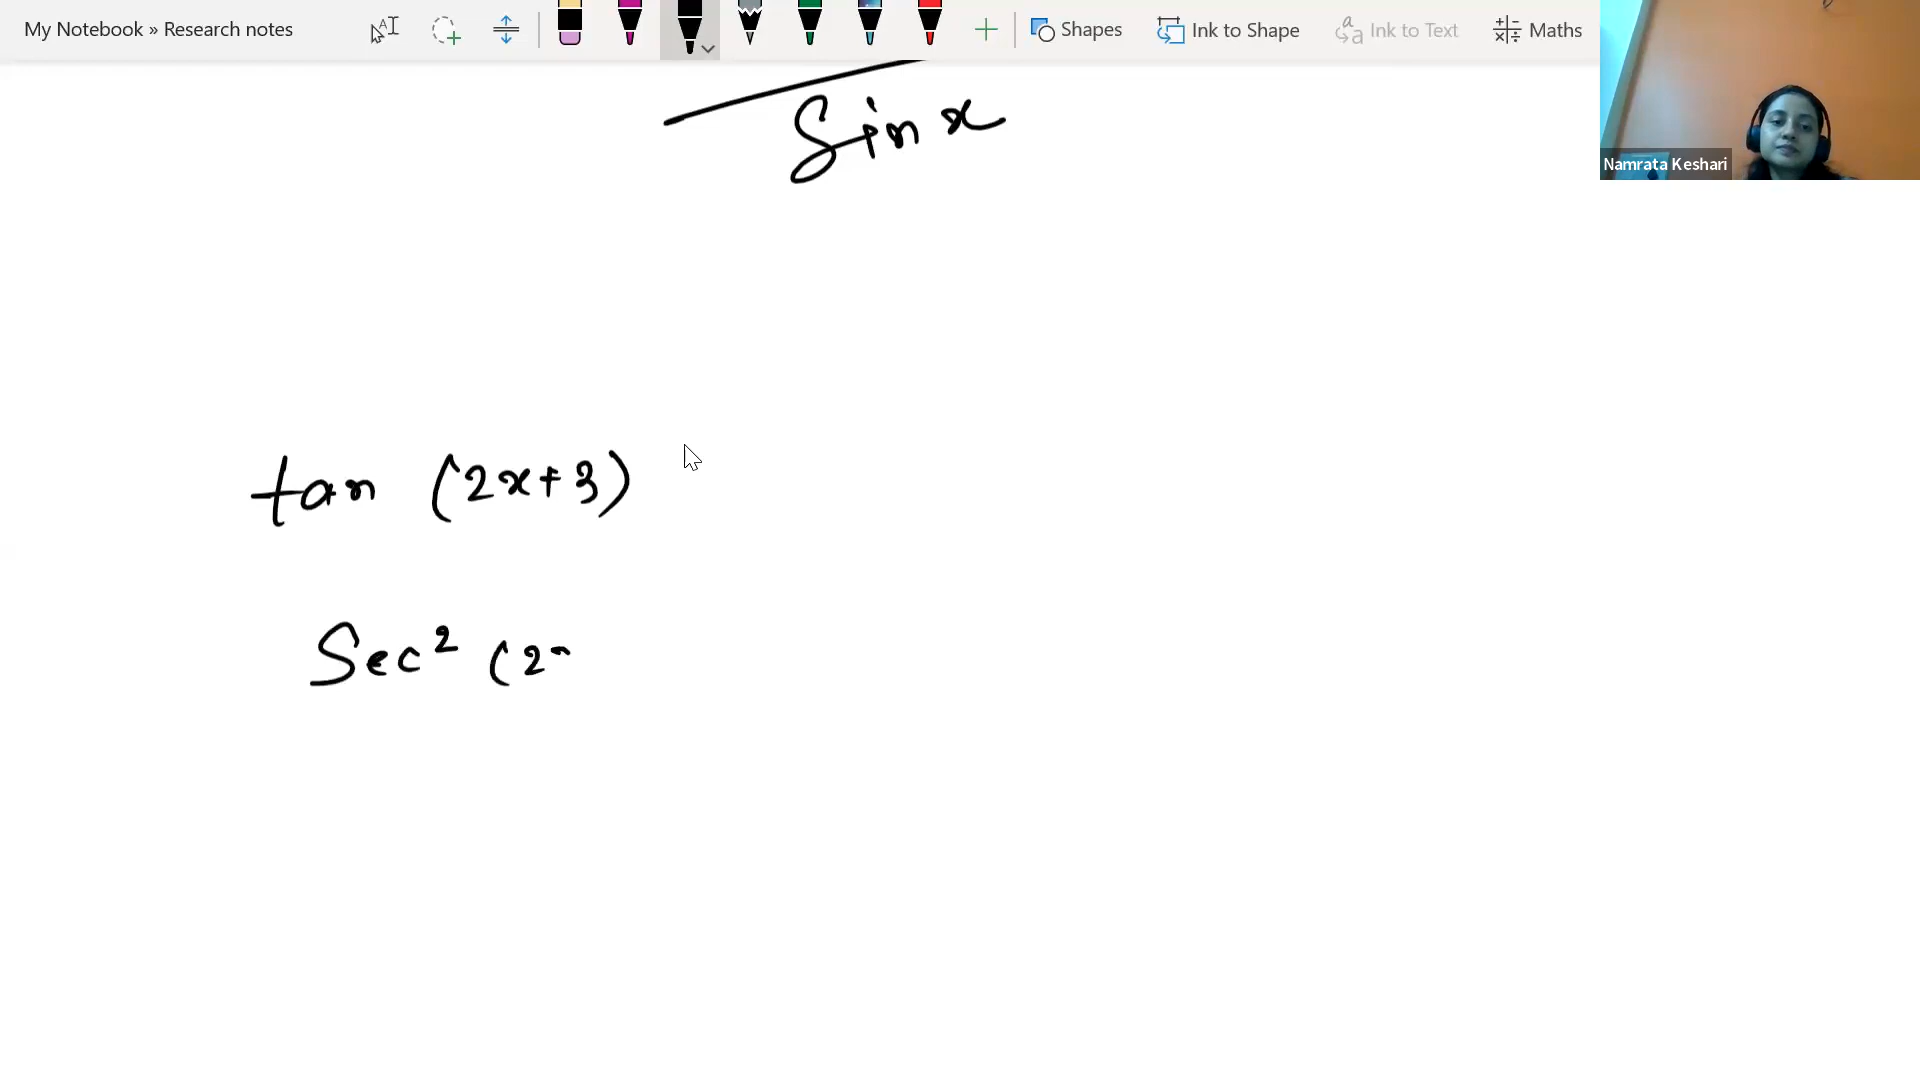 My Notebook » Research notes
Shapes
Ink to Shape
Ink to Text
Maths
Namrata Keshari
Sin x
tan (2x+3)
Sec² (2